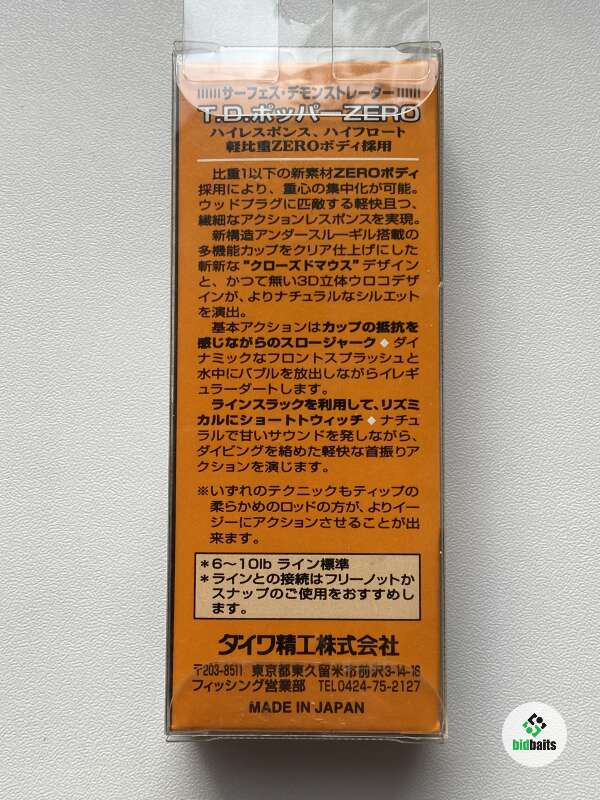 サーフェス・デモンストレーター
T.D.ポッパーZERO
ハイレスポンス、ハイフロート
軽比重ZEROボディ採用
比重1以下の新素材ZEROボディ
採用により、重心の集中化が可能。
ウッドプラグに匹敵する軽快且つ、
繊細なアクションレスポンスを実現。
新構造アンダースルーギル搭載の
多機能カップをクリア仕上げにした
斬新な"クローズドマウス"デザイン
と、かつて無い3D立体ウロコデザ
インが、よりナチュラルなシルエット
を演出。
基本アクションはカップの抵抗を
感じながらのスロージャーク◆ダイ
ナミックなフロントスプラッシュと
水中にバブルを放出しながらイレギ
ュラーダートします。
ラインスラックを利用して、リズミ
カルにショートトウィッチ◆ナチュ
ラルで甘いサウンドを発しながら、
ダイビングを絡めた軽快な首振りア
クションを演じます。
※いずれのテクニックもティップの
柔らかめのロッドの方が、よりイー
ジーにアクションさせることが出
来ます。
*6〜10lb ライン標準
*ラインとの接続はフリーノットか
スナップのご使用をおすすめし
ます。
ダイワ精工株式会社
〒203-8511 東京都東久留米市前沢3-14-16
フィッシング営業部 TEL0424-75-2127
MADE IN JAPAN
bidbaits